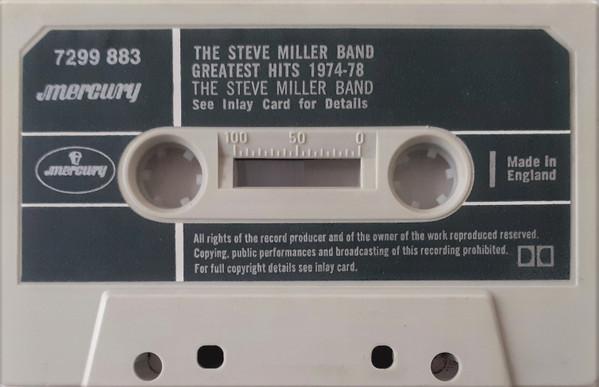 7299 883
mercury
THE STEVE MILLER BAND
GREATEST HITS 1974-78
THE STEVE MILLER BAND
See Inlay Card for Details
100 50 0
mercury
Made in
England
All rights of the record producer and of the owner of the work reproduced reserved.
Copying, public performances and broadcasting of this recording prohibited.
For full copyright details see inlay card.